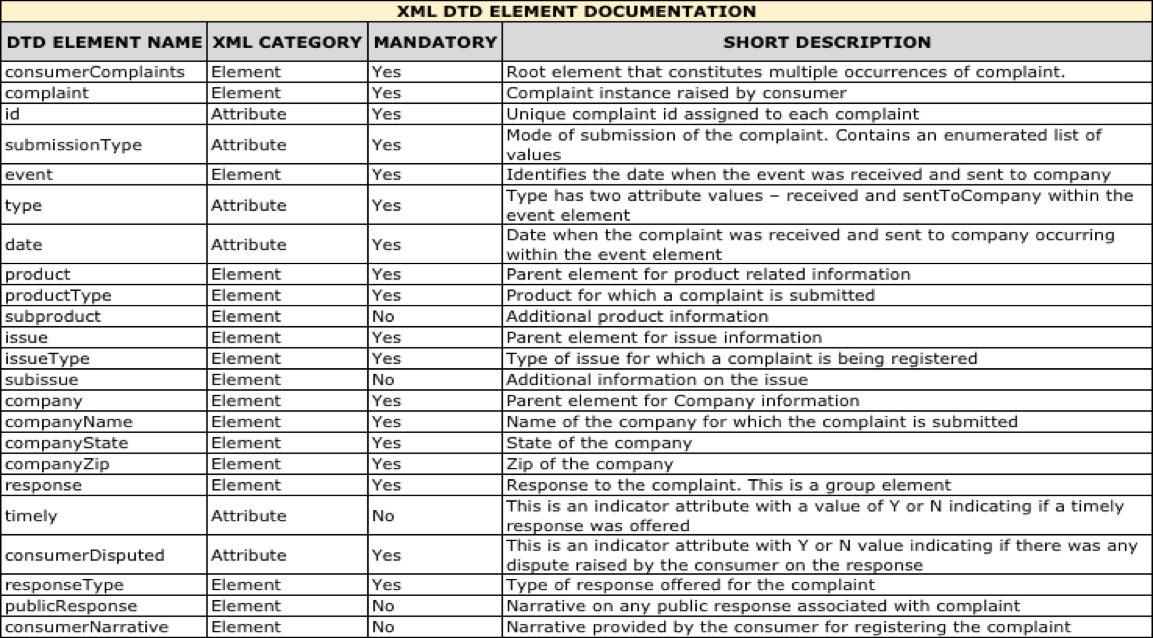 XML DTD ELEMENT DOCUMENTATION
DTD ELEMENT NAME XML CATEGORY MANDATORY SHORT DESCRIPTION
consumerComplaints Element Yes Root element that constitutes multiple occurrences of complaint.
complaint Element Yes Complaint instance raised by consumer
id Attribute Yes Unique complaint id assigned to each complaint
submissionType Attribute Yes Mode of submission of the complaint. Contains an enumerated list of
values
event Element Yes Identifies the date when the event was received and sent to company
type Attribute Yes Type has two attribute values – received and sentToCompany within the
event element
date Attribute Yes Date when the complaint was received and sent to company occurring
within the event element
product Element Yes Parent element for product related information
productType Element Yes Product for which a complaint is submitted
subproduct Element No Additional product information
issue Element Yes Parent element for issue information
issueType Element Yes Type of issue for which a complaint is being registered
subissue Element No Additional information on the issue
company Element Yes Parent element for Company information
companyName Element Yes Name of the company for which the complaint is submitted
companyState Element Yes State of the company
companyZip Element Yes Zip of the company
response Element Yes Response to the complaint. This is a group element
timely Attribute No This is an indicator attribute with a value of Y or N indicating if a timely
response was offered
consumerDisputed Attribute Yes This is an indicator attribute with Y or N value indicating if there was any
dispute raised by the consumer on the response
responseType Element Yes Type of response offered for the complaint
publicResponse Element No Narrative on any public response associated with complaint
consumerNarrative Element No Narrative provided by the consumer for registering the complaint